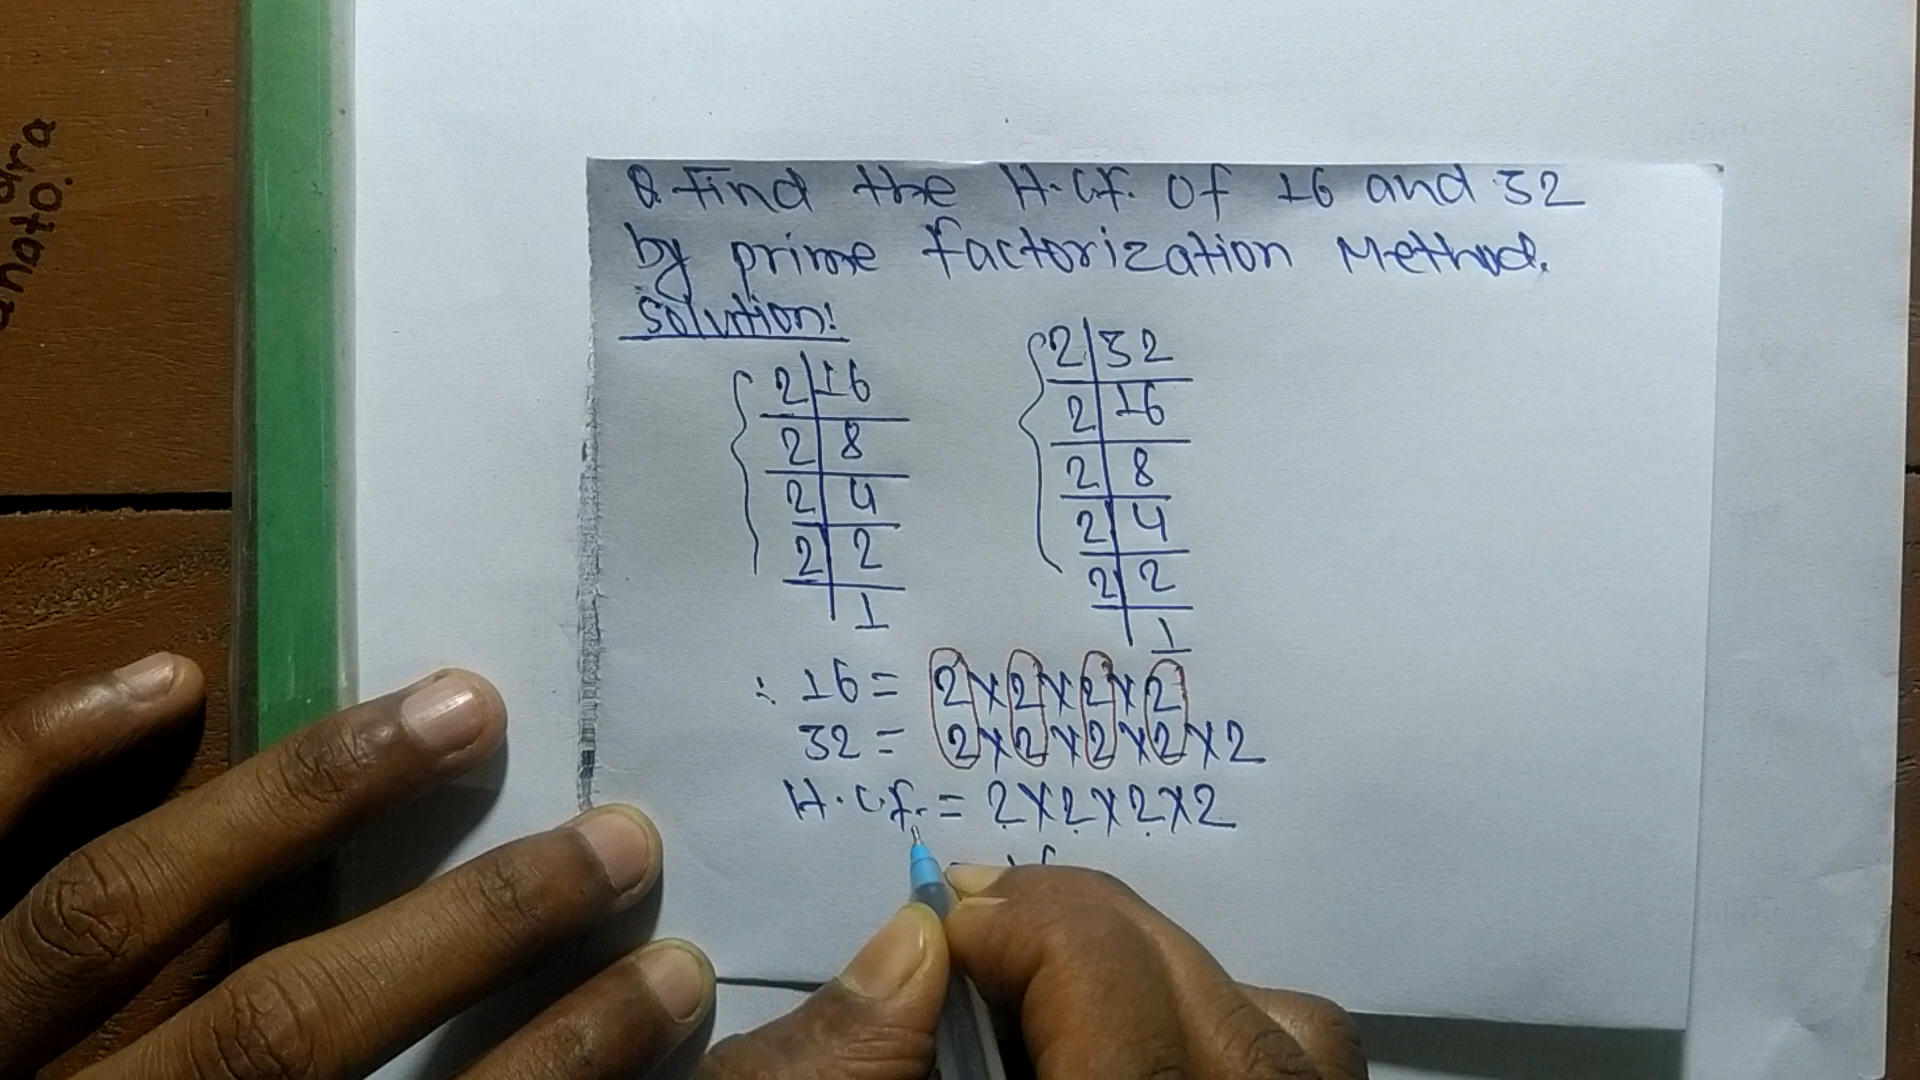 Q. Find the H.C.F. of 16 and 32
by prime factorization Method.
Solution:
2 16
2 8
2 4
2 2
1
2 32
2 16
2 8
2 4
2 2
1
∴ 16 = 2×2×2×2
32 = 2×2×2×2×2
H.C.F. = 2×2×2×2
= 16